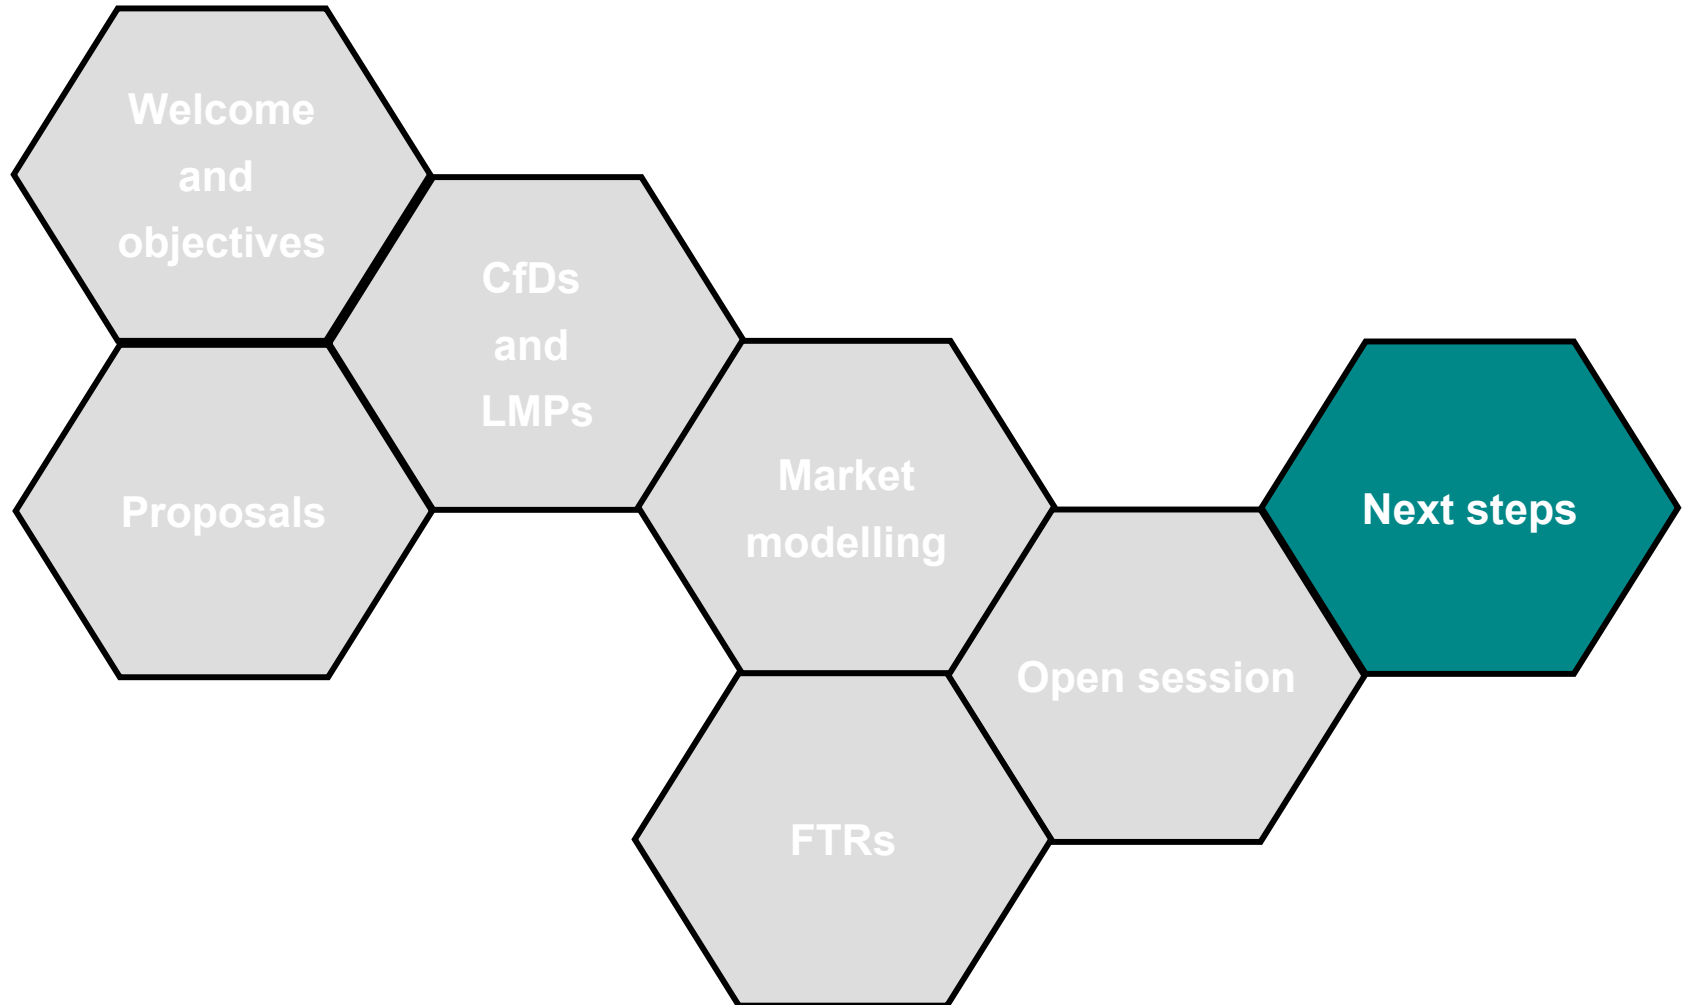 Welcome
and
objectives
Proposals
CfDs
and
LMPs
Market
modelling
FTRs
Open session
Next steps